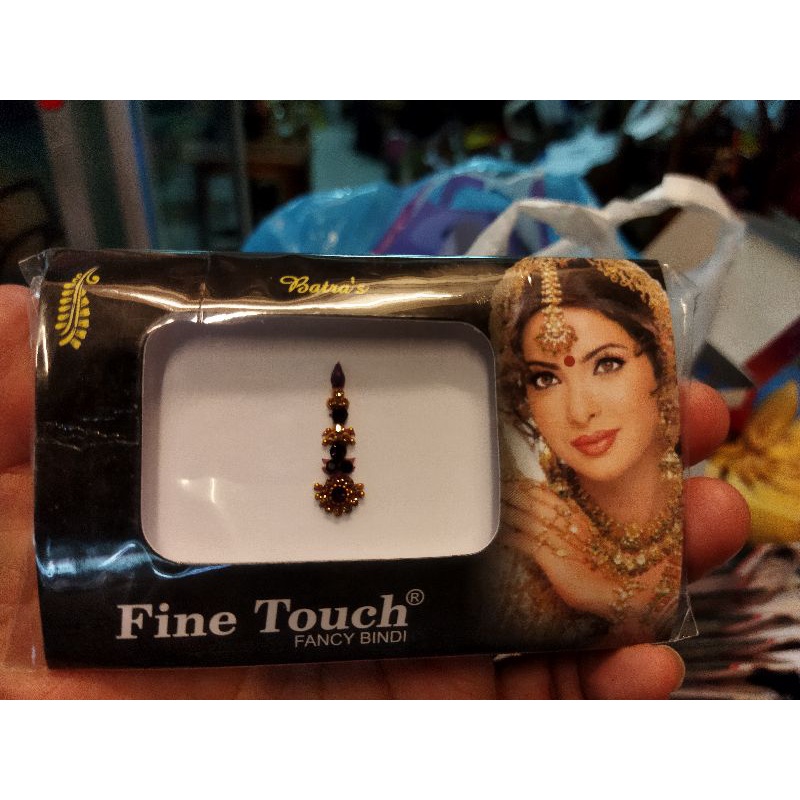 Batra's
Fine Touch®
FANCY BINDI